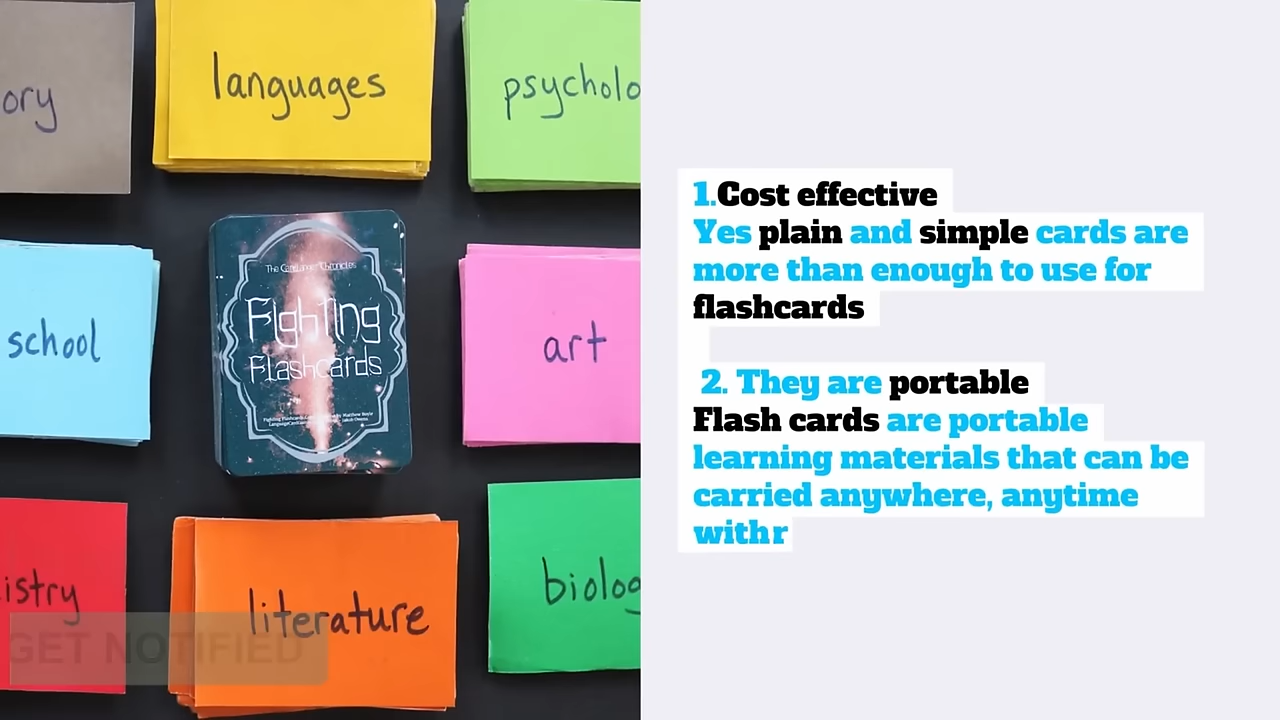 ory
languages
psycholo
school
The Cardlanger Chronicles
Fighting
Flashcards
art
istry
literature
biolog
GET NOTIFIED
1.Cost effective
Yes plain and simple cards are
more than enough to use for
flashcards
2. They are portable
Flash cards are portable
learning materials that can be
carried anywhere, anytime
withr